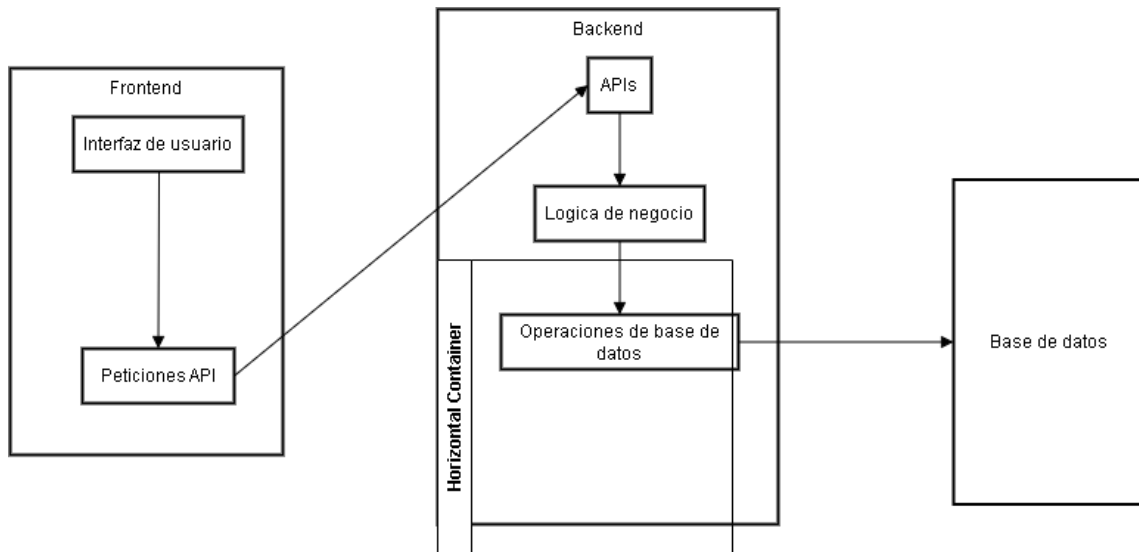 Frontend
Interfaz de usuario
Peticiones API
Backend
APIs
Logica de negocio
Horizontal Container
Operaciones de base de
datos
Base de datos